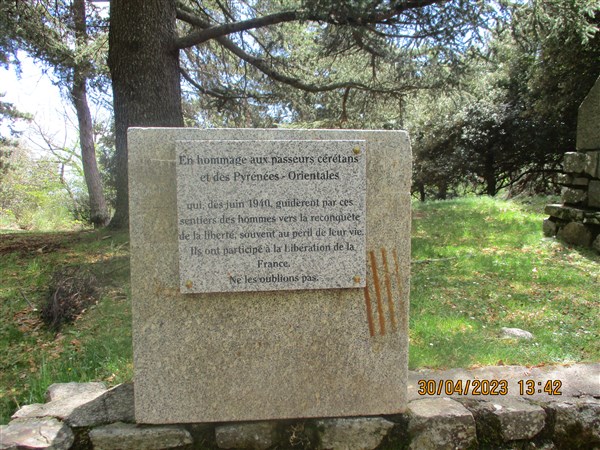 En hommage aux passeurs cérétans
et des Pyrénées - Orientales
qui, dès juin 1940, guidèrent par ces
sentiers des hommes vers la reconquête
de la liberté, souvent au péril de leur vie.
Ils ont participé à la Libération de la
France.
Ne les oublions pas.
30/04/2023 13:42